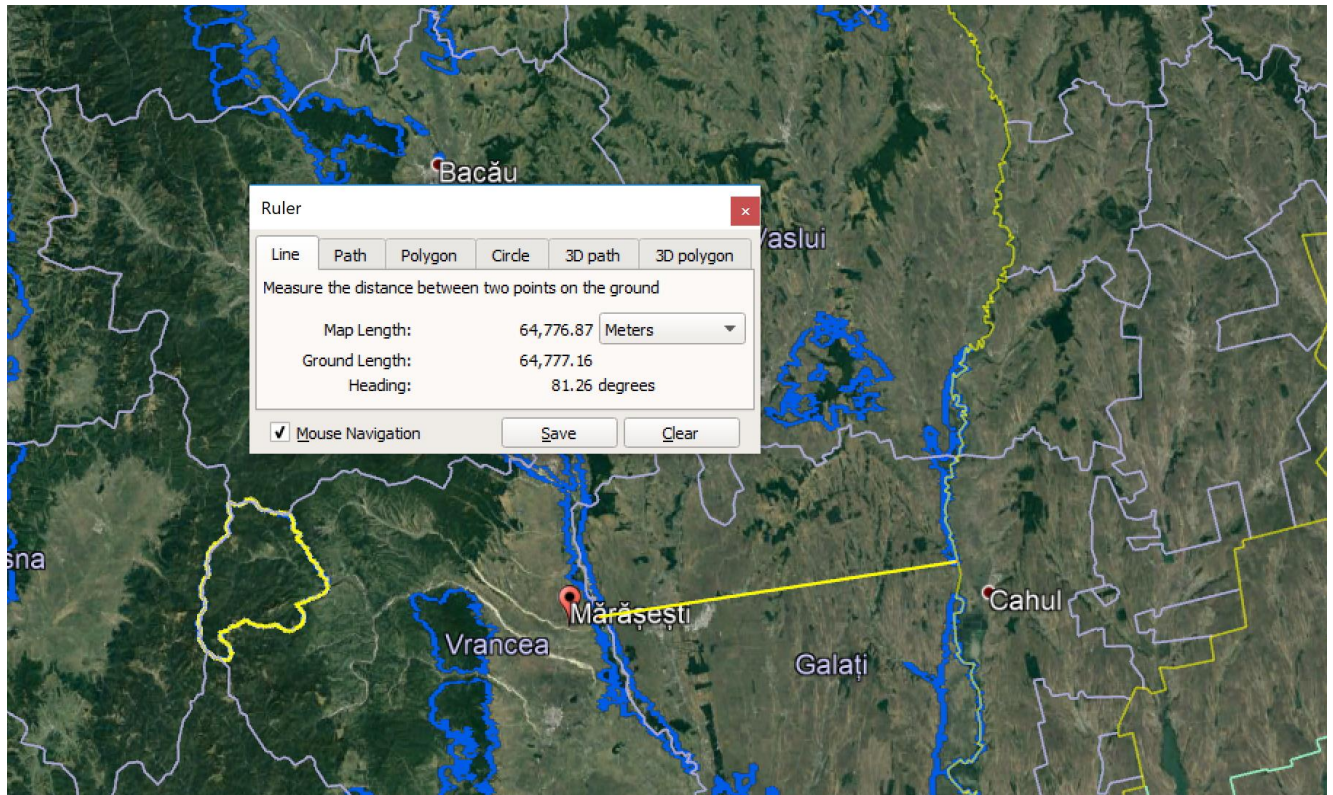 Bacău
Ruler
x
Line Path Polygon Circle 3D path 3D polygon
Measure the distance between two points on the ground
Map Length: 64,776.87 Meters
Ground Length: 64,777.16
Heading: 81.26 degrees
Mouse Navigation Save Clear
aslui
sna
Mărășești
Cahul
Vrancea
Galați